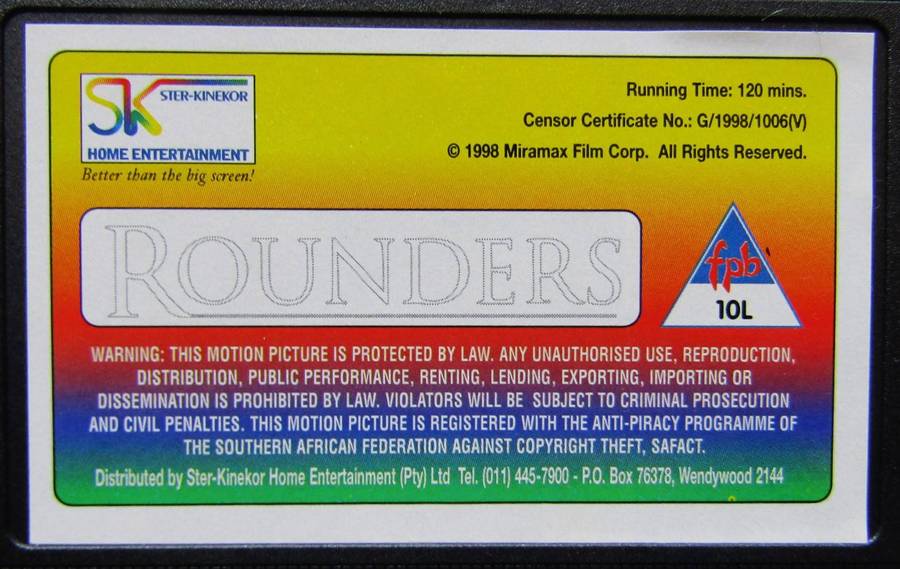 SK STER-KINEKOR
HOME ENTERTAINMENT
Better than the big screen!
Running Time: 120 mins.
Censor Certificate No.: G/1998/1006(V)
© 1998 Miramax Film Corp. All Rights Reserved.
ROUNDERS
fpb
10L
WARNING: THIS MOTION PICTURE IS PROTECTED BY LAW. ANY UNAUTHORISED USE, REPRODUCTION,
DISTRIBUTION, PUBLIC PERFORMANCE, RENTING, LENDING, EXPORTING, IMPORTING OR
DISSEMINATION IS PROHIBITED BY LAW. VIOLATORS WILL BE SUBJECT TO CRIMINAL PROSECUTION
AND CIVIL PENALTIES. THIS MOTION PICTURE IS REGISTERED WITH THE ANTI-PIRACY PROGRAMME OF
THE SOUTHERN AFRICAN FEDERATION AGAINST COPYRIGHT THEFT, SAFACT.
Distributed by Ster-Kinekor Home Entertainment (Pty) Ltd Tel. (011) 445-7900 - P.O. Box 76378, Wendywood 2144